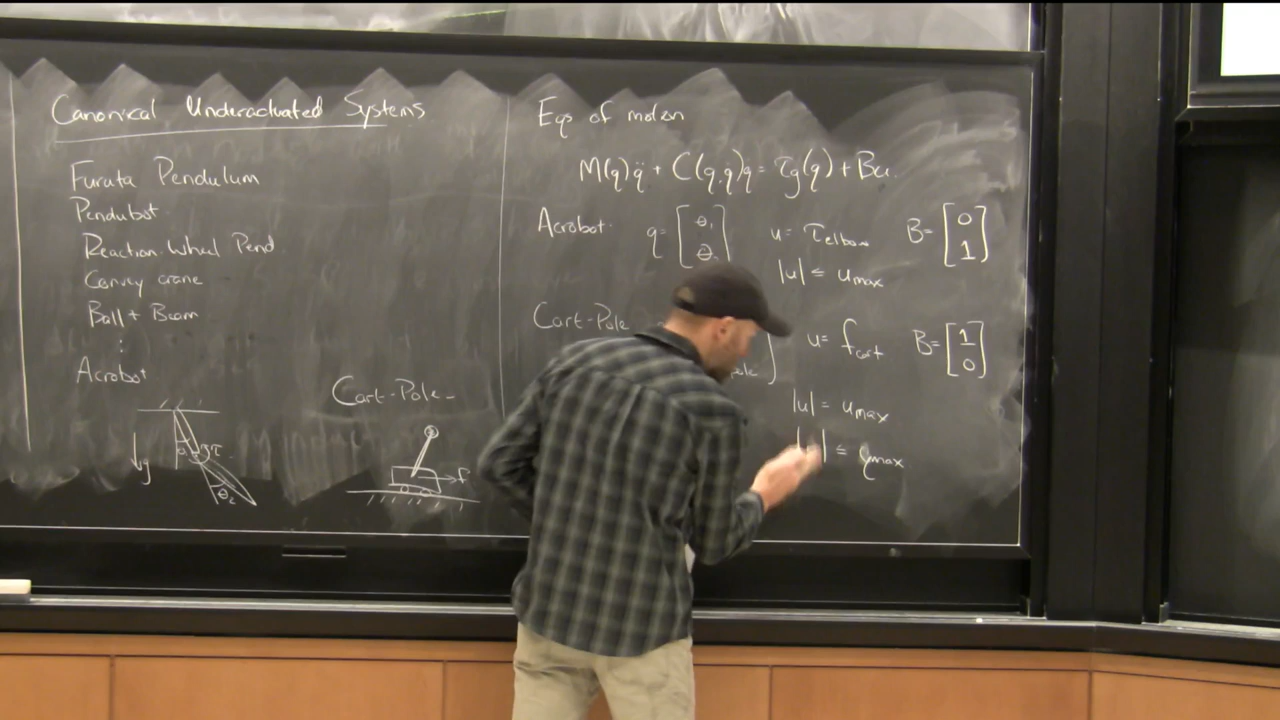 Canonical Underactuated Systems
Furata Pendulum
Pendubot
Reaction Wheel Pend
Convey crane
Ball + Beam
:
Acrobot
g
τ
θ₂
Cart-Pole
f
Eqs of motion
M(q)q̈ + C(q,q̇)q = τg(q) + Bu
Acrobot q = [θ₁ θ₂] u = τelbow B = [0 1]
|u| ≤ umax
Cart-Pole u = fcart B = [1 0]
|u| = umax
| | ≤ qmax